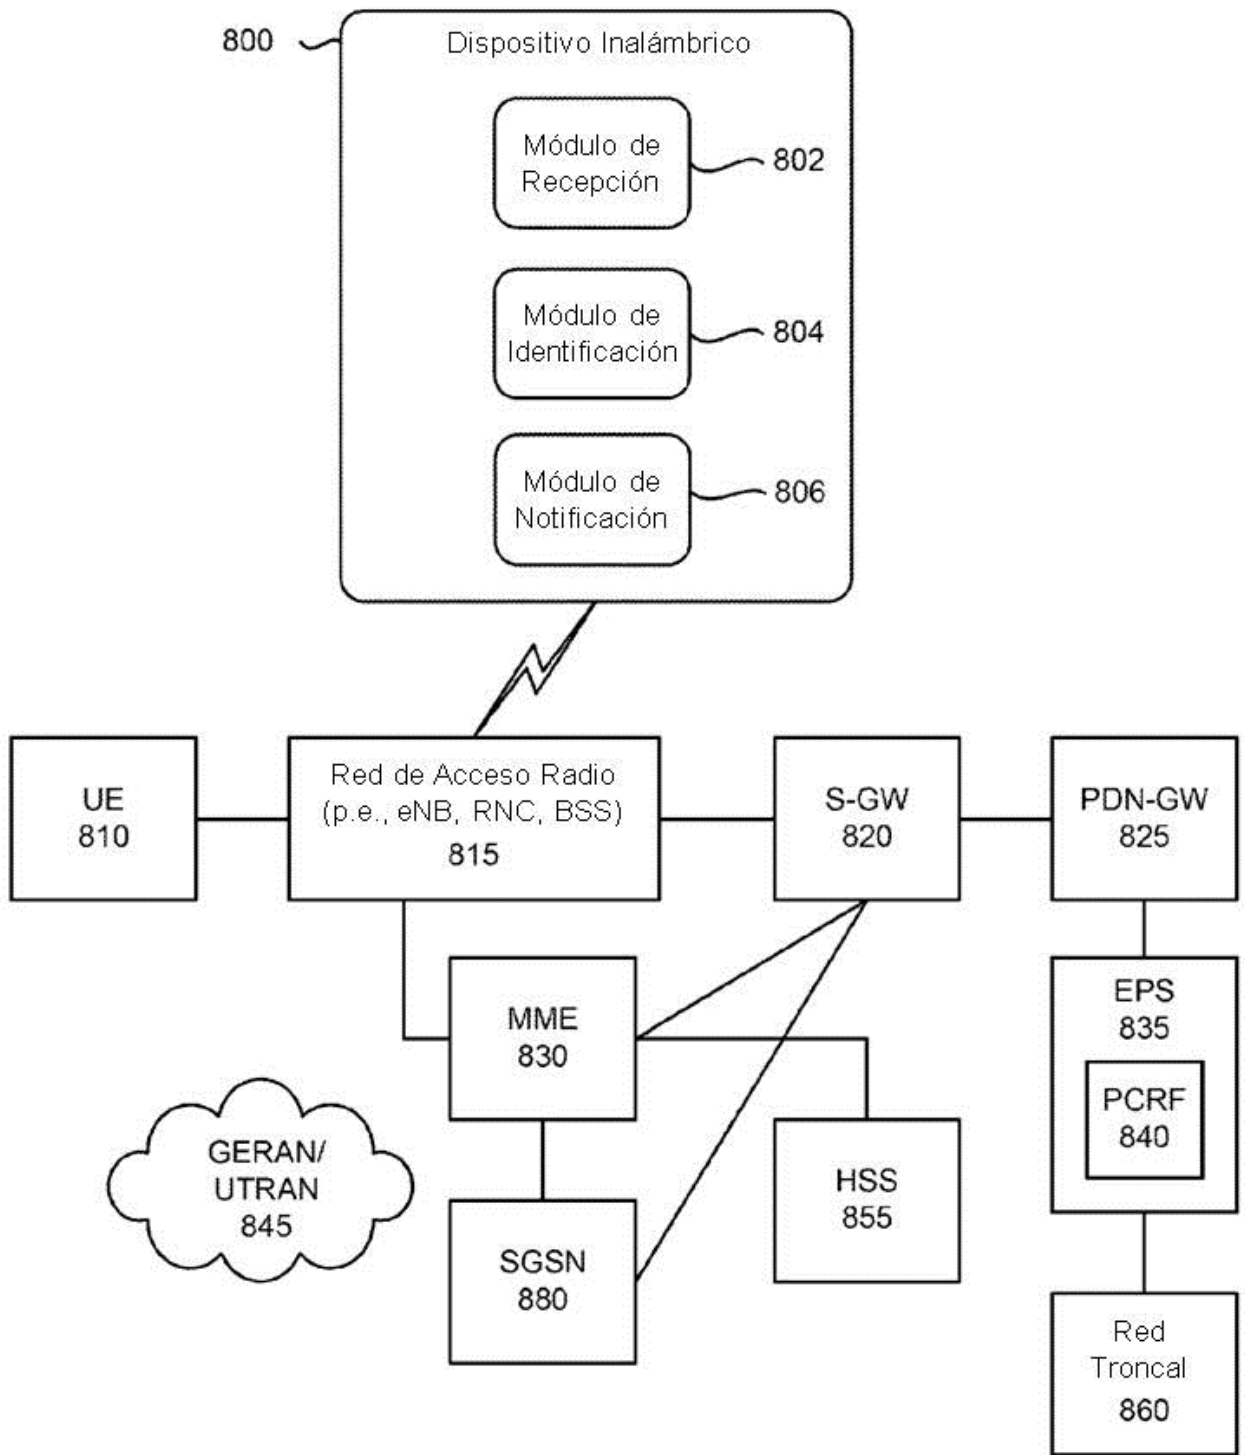 800
Dispositivo Inalámbrico
Módulo de
Recepción
802
Módulo de
Identificación
804
Módulo de
Notificación
806
UE
810
Red de Acceso Radio
(p.e., eNB, RNC, BSS)
815
S-GW
820
PDN-GW
825
MME
830
EPS
835
PCRF
840
GERAN/
UTRAN
845
SGSN
880
HSS
855
Red
Troncal
860